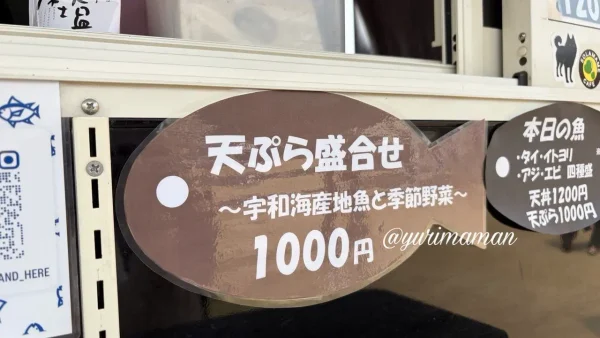 天ぷら盛合せ
～宇和海産地魚と季節野菜～
1000円
@yurimaman
本日の魚
・タイ・イトヨリ
・アジ・エビ 四種盛
天丼1200円
天ぷら1000円
AND_HERE